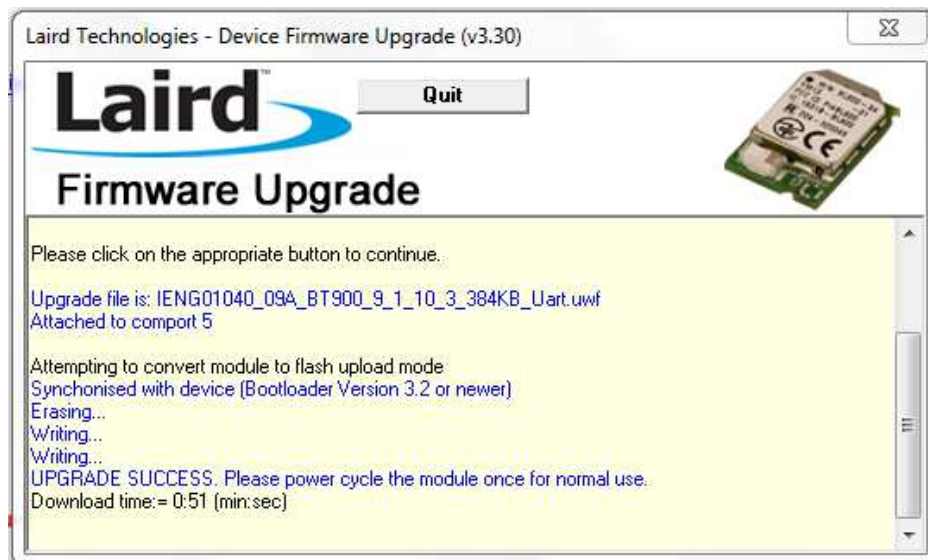 Laird Technologies - Device Firmware Upgrade (v3.30)
Laird
Quit
Firmware Upgrade
Please click on the appropriate button to continue.
Upgrade file is: IENG01040_09A_BT900_9_1_10_3_384KB_Uart.uwf
Attached to comport 5
Attempting to convert module to flash upload mode
Synchonised with device (Bootloader Version 3.2 or newer)
Erasing...
Writing...
Writing...
UPGRADE SUCCESS. Please power cycle the module once for normal use.
Download time:= 0:51 (min:sec)